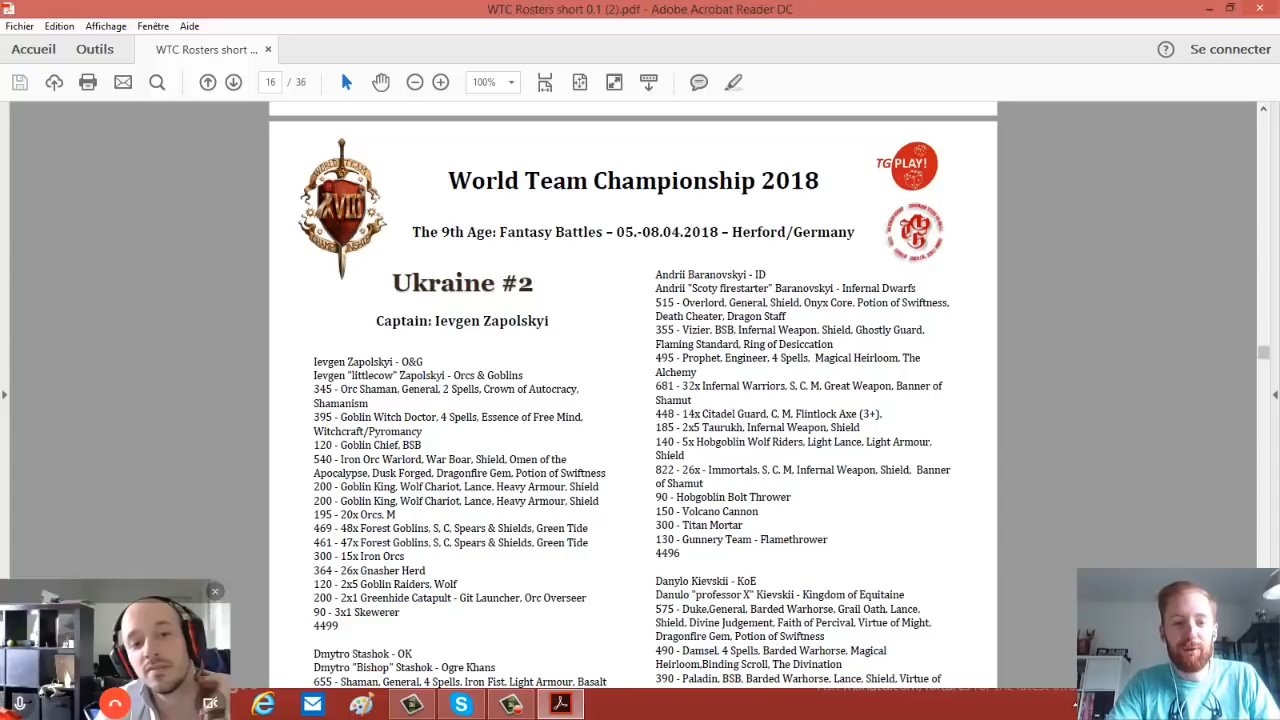 WTC Rosters short 0.1 (2).pdf - Adobe Acrobat Reader DC
Fichier Edition Affichage Fenêtre Aide
Accueil Outils WTC Rosters short ... × Se connecter
16 / 36 100%
World Team Championship 2018
TG PLAY!
The 9th Age: Fantasy Battles – 05.-08.04.2018 – Herford/Germany
XVIII
Ukraine #2
Captain: Ievgen Zapolskyi
Ievgen Zapolskyi - O&G
Ievgen "littlecow" Zapolskyi - Orcs & Goblins
345 - Orc Shaman, General, 2 Spells, Crown of Autocracy,
Shamanism
395 - Goblin Witch Doctor, 4 Spells, Essence of Free Mind,
Witchcraft/Pyromancy
120 - Goblin Chief, BSB
540 - Iron Orc Warlord, War Boar, Shield, Omen of the
Apocalypse, Dusk Forged, Dragonfire Gem, Potion of Swiftness
200 - Goblin King, Wolf Chariot, Lance, Heavy Armour, Shield
200 - Goblin King, Wolf Chariot, Lance, Heavy Armour, Shield
195 - 20x Orcs, M
469 - 48x Forest Goblins, S, C, Spears & Shields, Green Tide
461 - 47x Forest Goblins, S, C, Spears & Shields, Green Tide
300 - 15x Iron Orcs
364 - 26x Gnasher Herd
120 - 2x5 Goblin Raiders, Wolf
200 - 2x1 Greenhide Catapult - Git Launcher, Orc Overseer
90 - 3x1 Skewerer
4499
Dmytro Stashok - OK
Dmytro "Bishop" Stashok - Ogre Khans
655 - Shaman, General, 4 Spells, Iron Fist, Light Armour, Basalt
Andrii Baranovskyi - ID
Andrii "Scoty firestarter" Baranovskyi - Infernal Dwarfs
515 - Overlord, General, Shield, Onyx Core, Potion of Swiftness,
Death Cheater, Dragon Staff
355 - Vizier, BSB, Infernal Weapon, Shield, Ghostly Guard,
Flaming Standard, Ring of Desiccation
495 - Prophet, Engineer, 4 Spells, Magical Heirloom, The
Alchemy
681 - 32x Infernal Warriors, S, C, M, Great Weapon, Banner of
Shamut
448 - 14x Citadel Guard, C, M, Flintlock Axe (3+),
185 - 2x5 Taurukh, Infernal Weapon, Shield
140 - 5x Hobgoblin Wolf Riders, Light Lance, Light Armour,
Shield
822 - 26x - Immortals, S, C, M, Infernal Weapon, Shield, Banner
of Shamut
90 - Hobgoblin Bolt Thrower
150 - Volcano Cannon
300 - Titan Mortar
130 - Gunnery Team - Flamethrower
4496
Danylo Kievskii - KoE
Danulo "professor X" Kievskii - Kingdom of Equitaine
575 - Duke,General, Barded Warhorse, Grail Oath, Lance,
Shield, Divine Judgement, Faith of Percival, Virtue of Might,
Dragonfire Gem, Potion of Swiftness
490 - Damsel, 4 Spells, Barded Warhorse, Magical
Heirloom,Binding Scroll, The Divination
390 - Paladin, BSB, Barded Warhorse, Lance, Shield, Virtue of